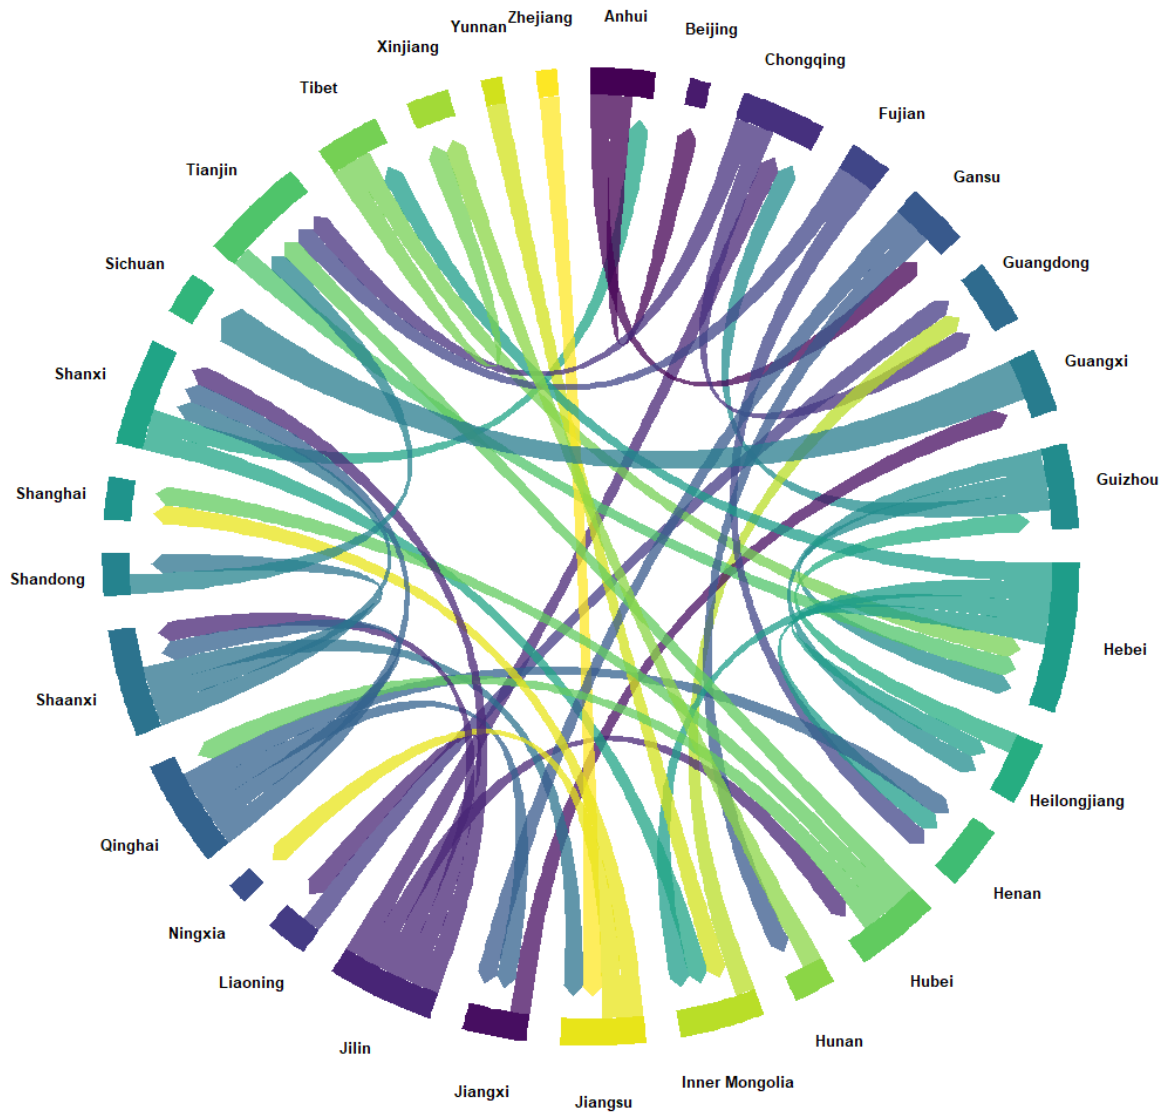 Anhui
Beijing
Chongqing
Fujian
Gansu
Guangdong
Guangxi
Guizhou
Hebei
Heilongjiang
Henan
Hubei
Hunan
Inner Mongolia
Jiangsu
Jiangxi
Jilin
Liaoning
Ningxia
Qinghai
Shaanxi
Shandong
Shanghai
Shanxi
Sichuan
Tianjin
Tibet
Xinjiang
Yunnan
Zhejiang